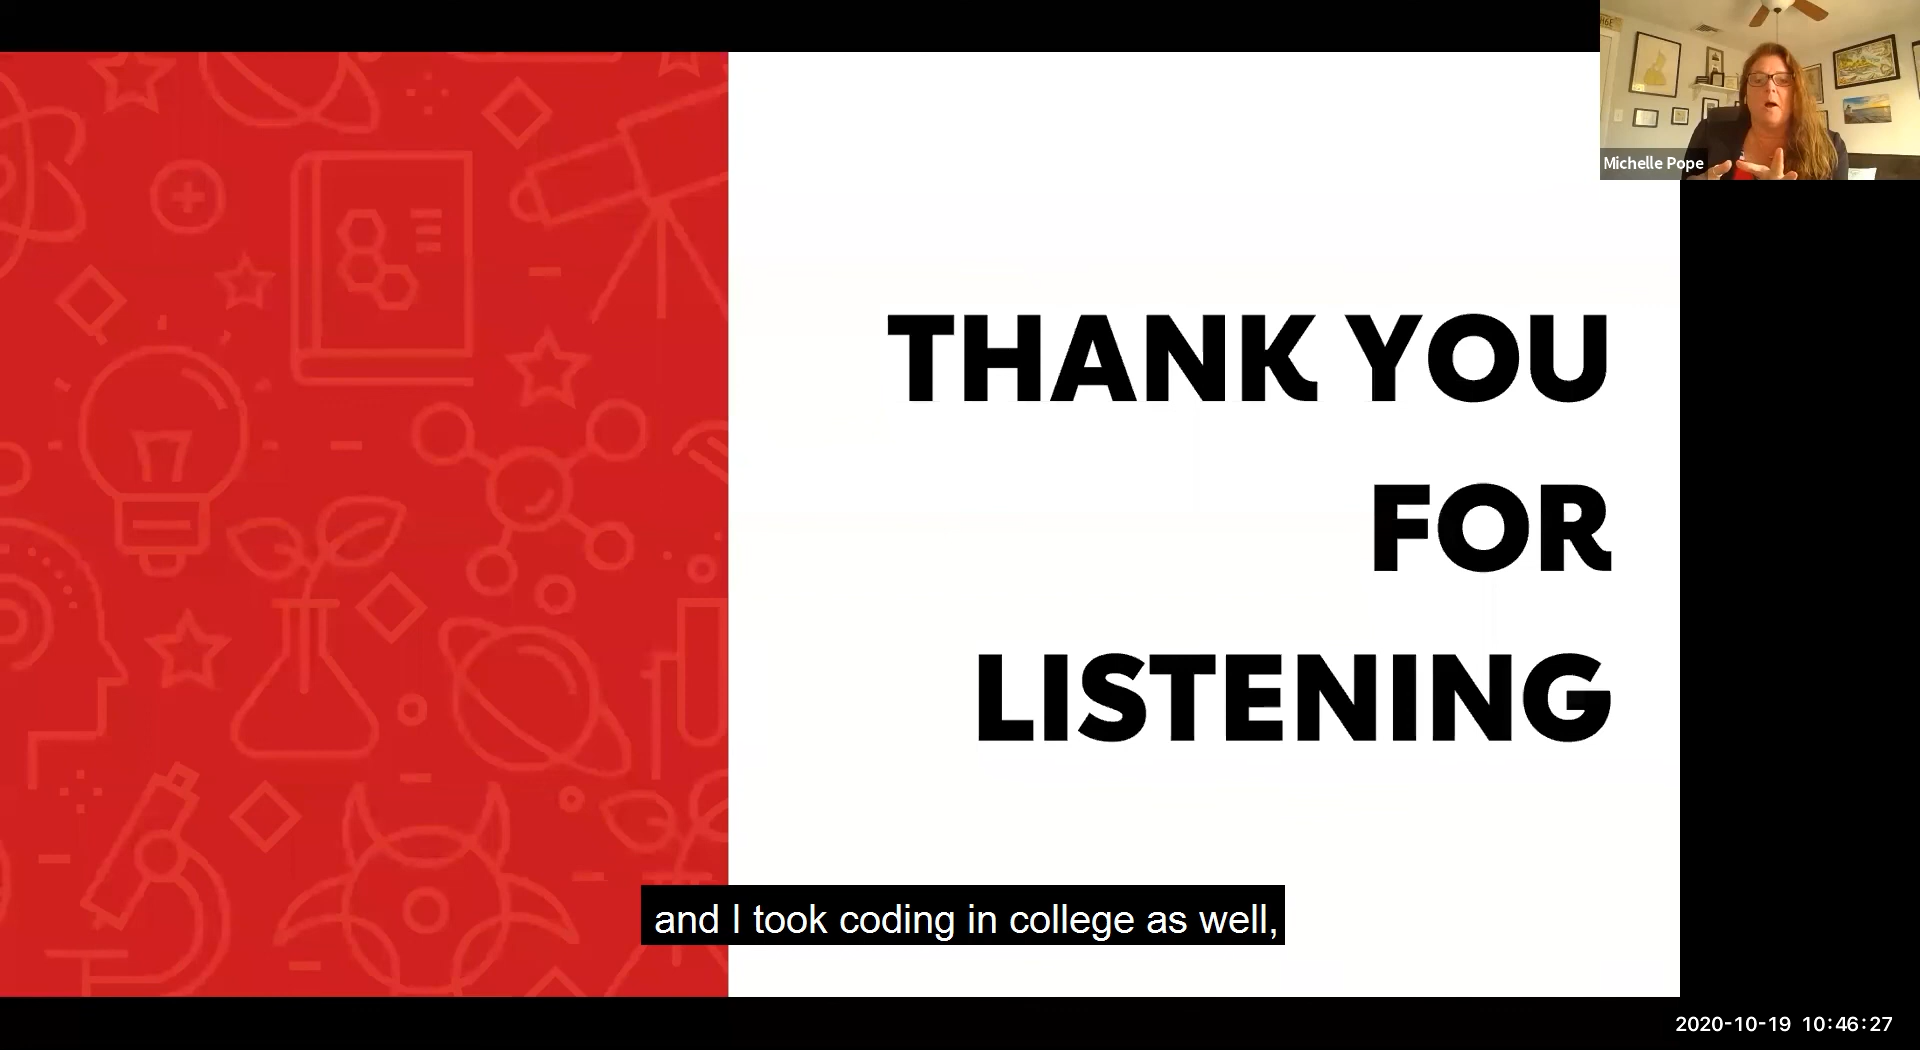 Michelle Pope
THANK YOU
FOR
LISTENING
and I took coding in college as well,
2020-10-19 10:46:27